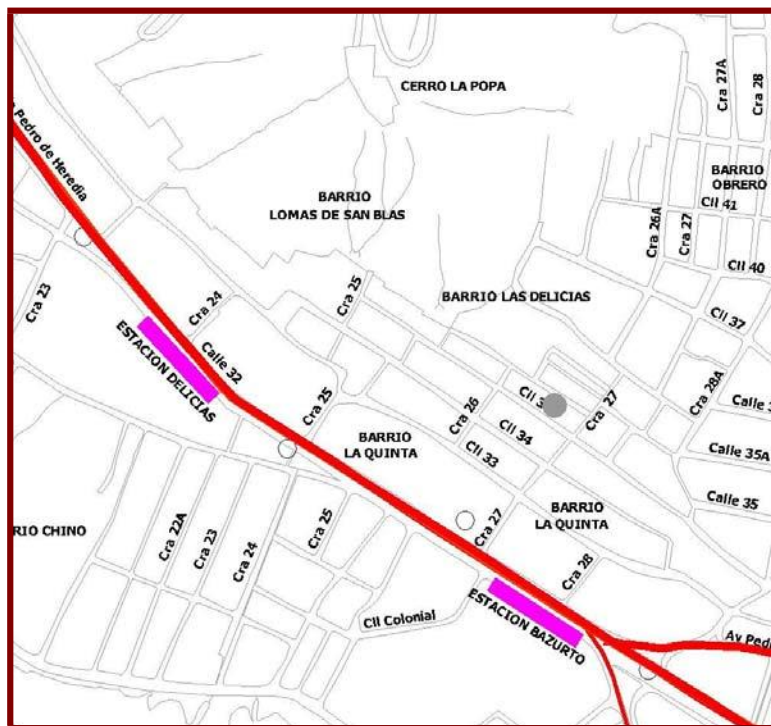 Cra 27A
Cra 28
CERRO LA POPA
Pedro de Heredia
BARRIO
OBRERO
BARRIO
LOMAS DE SAN BLAS
Cll 41
Cra 26A
Cra 27
Cll 40
Cra 23
Cra 24
Cra 25
BARRIO LAS DELICIAS
Cll 37
ESTACION DELICIAS
Calle 32
Cra 25
Cra 26
Cll
Cra 27
Cra 28A
Calle
Cll 34
BARRIO
LA QUINTA
Cll 33
Calle 35A
Calle 35
BARRIO
LA QUINTA
RIO CHINO
Cra 22A
Cra 23
Cra 24
Cra 25
Cra 27
Cra 28
ESTACION BAZURTO
Cll Colonial
Av Ped